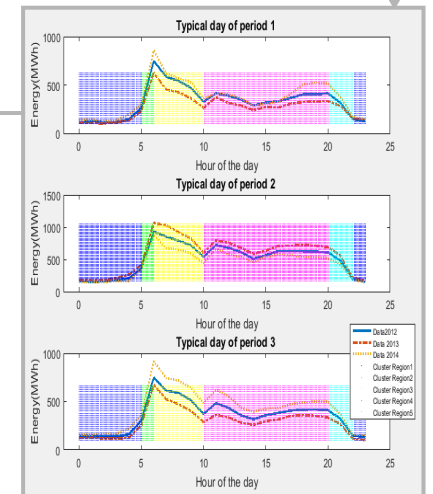 Typical day of period 1
Energy(MWh)
1000
500
0
0 5 10 15 20 25
Hour of the day
Typical day of period 2
Energy(MWh)
1500
1000
500
0
0 5 10 15 20 25
Hour of the day
Data2012
Data 2013
Data 2014
Cluster Region1
Cluster Region2
Cluster Region3
Cluster Region4
Cluster Region5
Typical day of period 3
Energy(MWh)
1000
500
0
0 5 10 15 20 25
Hour of the day